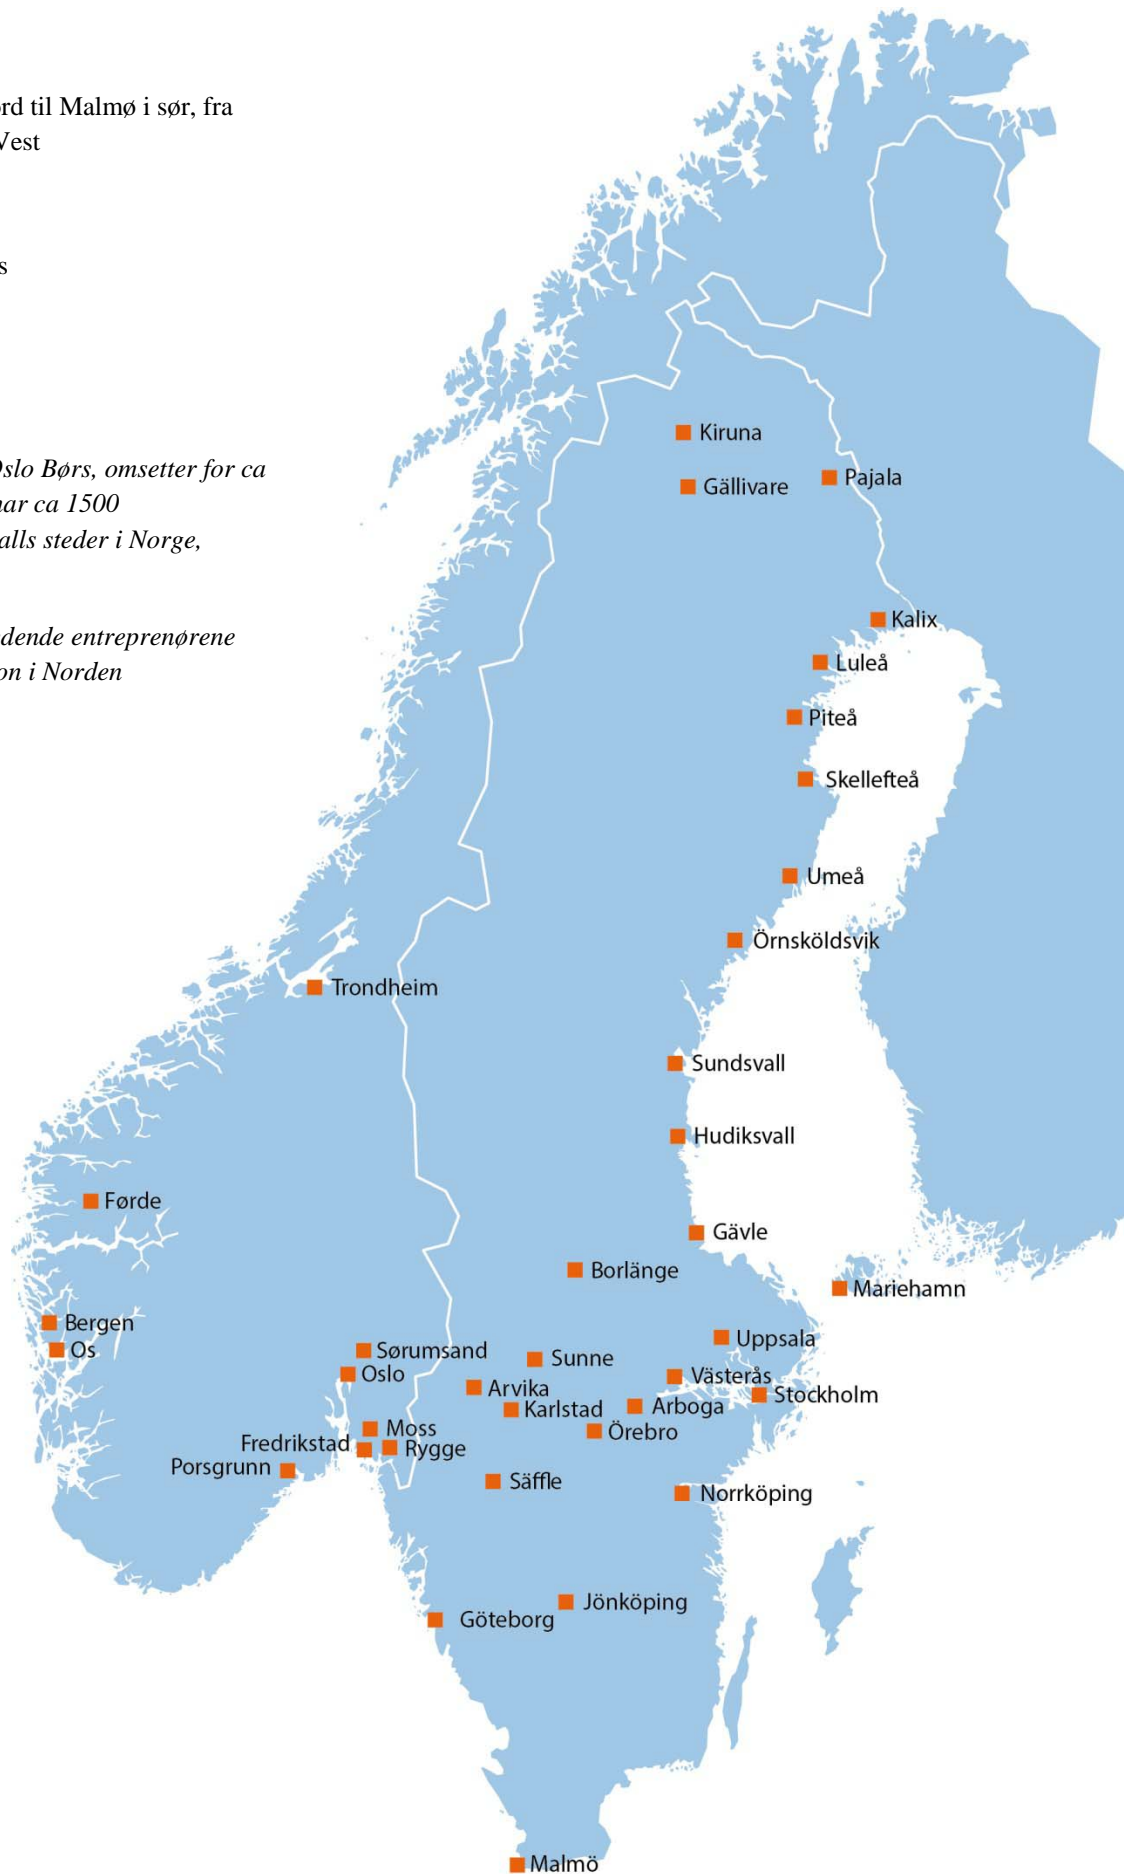 rd til Malmø i sør, fra
Vest
s
Oslo Børs, omsetter for ca
har ca 1500
alls steder i Norge,
dende entreprenørene
on i Norden
Kiruna
Gällivare
Pajala
Kalix
Luleå
Piteå
Skellefteå
Umeå
Örnsköldsvik
Trondheim
Sundsvall
Hudiksvall
Førde
Gävle
Borlänge
Mariehamn
Bergen
Os
Uppsala
Sørumsand
Sunne
Oslo
Västerås
Arvika
Stockholm
Karlstad
Arboga
Moss
Örebro
Fredrikstad
Rygge
Porsgrunn
Säffle
Norrköping
Jönköping
Göteborg
Malmö